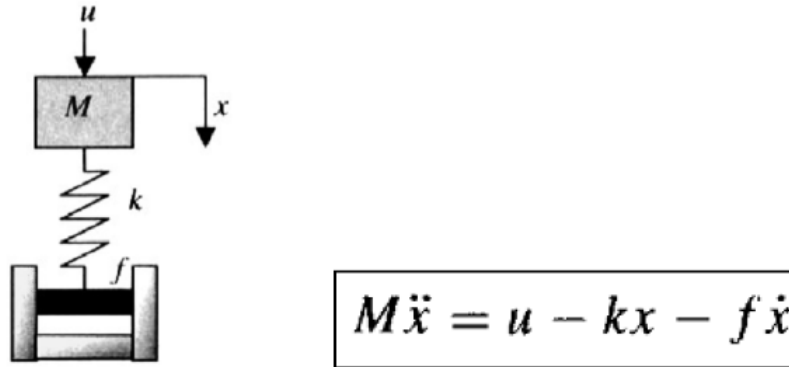 u
M
x
k
f
Mẍ = u − kx − fẋ